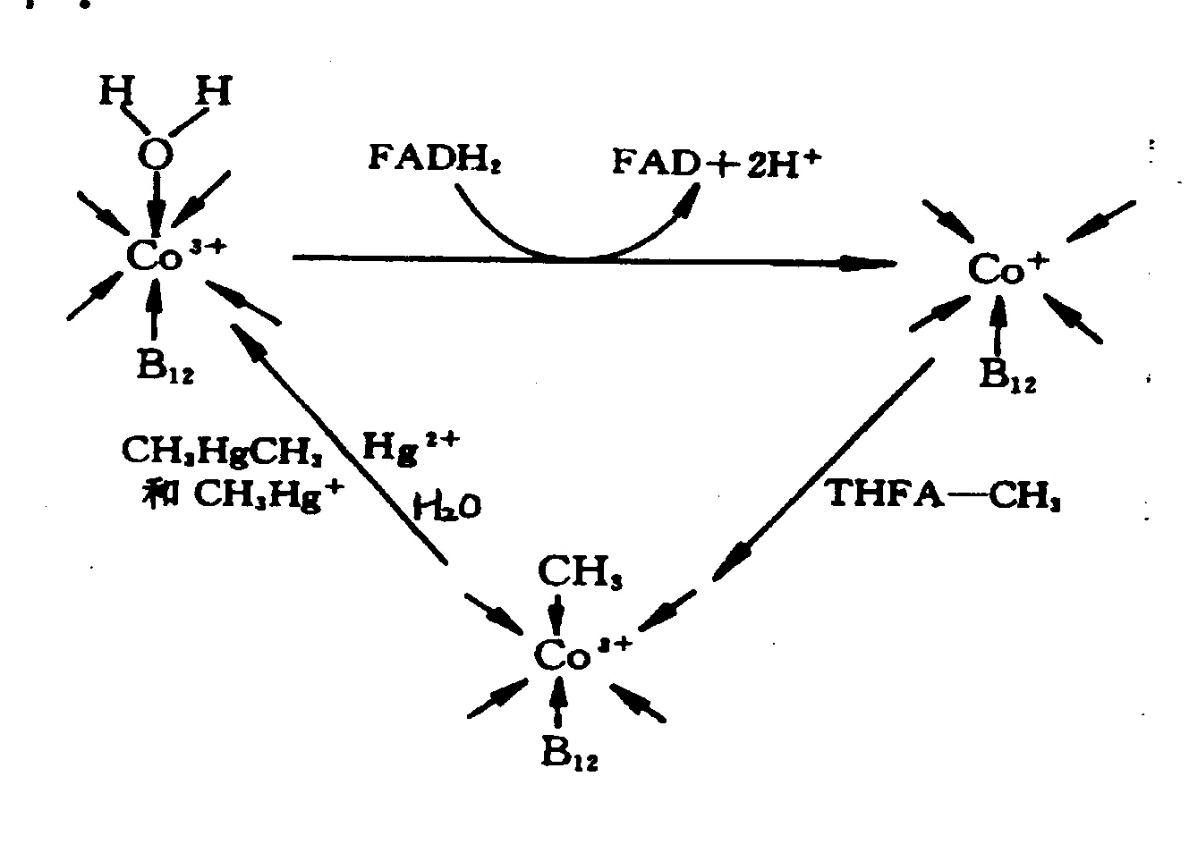 H H
O
FADH₂ FAD+2H⁺
Co³⁺
Co⁺
B₁₂
B₁₂
CH₃HgCH₃
和 CH₃Hg⁺
Hg²⁺
H₂O
THFA—CH₃
CH₃
Co³⁺
B₁₂